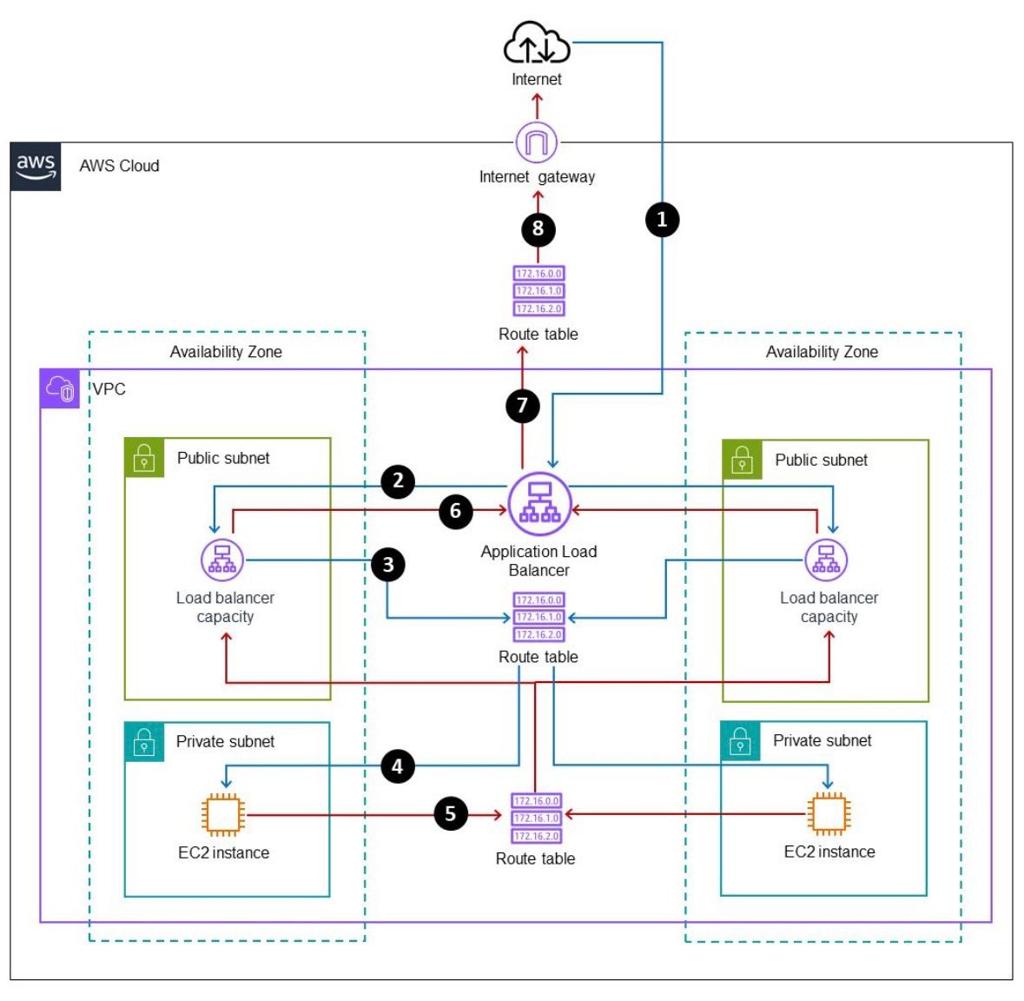 Internet
aws
AWS Cloud
Internet gateway
1
8
172.16.0.0
172.16.1.0
172.16.2.0
Route table
Availability Zone
Availability Zone
VPC
7
Public subnet
Public subnet
2
6
Application Load
Balancer
3
Load balancer
capacity
Load balancer
capacity
172.16.0.0
172.16.1.0
172.16.2.0
Route table
Private subnet
Private subnet
4
5
172.16.0.0
172.16.1.0
172.16.2.0
EC2 instance
EC2 instance
Route table